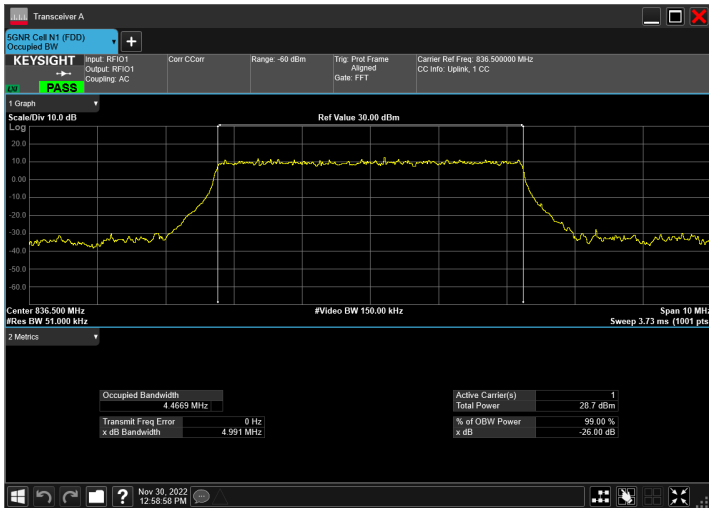 Transceiver A
5GNR Cell N1 (FDD)
Occupied BW
KEYSIGHT
Input: RFIO1
Output: RFIO1
Coupling: AC
Corr CCorr
Range: -60 dBm
Trig: Prot Frame
Aligned
Gate: FFT
Carrier Ref Freq: 836.500000 MHz
CC Info: Uplink, 1 CC
LXI
PASS
1 Graph
Scale/Div 10.0 dB
Ref Value 30.00 dBm
Log
20.0
10.0
0.00
-10.0
-20.0
-30.0
-40.0
-50.0
-60.0
Center 836.500 MHz
#Video BW 150.00 kHz
Span 10 MHz
#Res BW 51.000 kHz
Sweep 3.73 ms (1001 pts
2 Metrics
Occupied Bandwidth
4.4669 MHz
Transmit Freq Error 0 Hz
x dB Bandwidth 4.991 MHz
Active Carrier(s) 1
Total Power 28.7 dBm
% of OBW Power 99.00 %
x dB -26.00 dB
Nov 30, 2022
12:58:58 PM